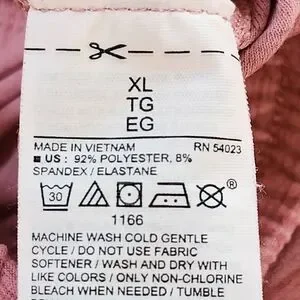 XL
TG
EG
MADE IN VIETNAM RN 54023
US : 92% POLYESTER, 8%
SPANDEX / ELASTANE
30 ®
1166
MACHINE WASH COLD GENTLE
CYCLE / DO NOT USE FABRIC
SOFTENER / WASH AND DRY WITH
LIKE COLORS / ONLY NON-CHLORINE
BLEACH WHEN NEEDED / TUMBLE